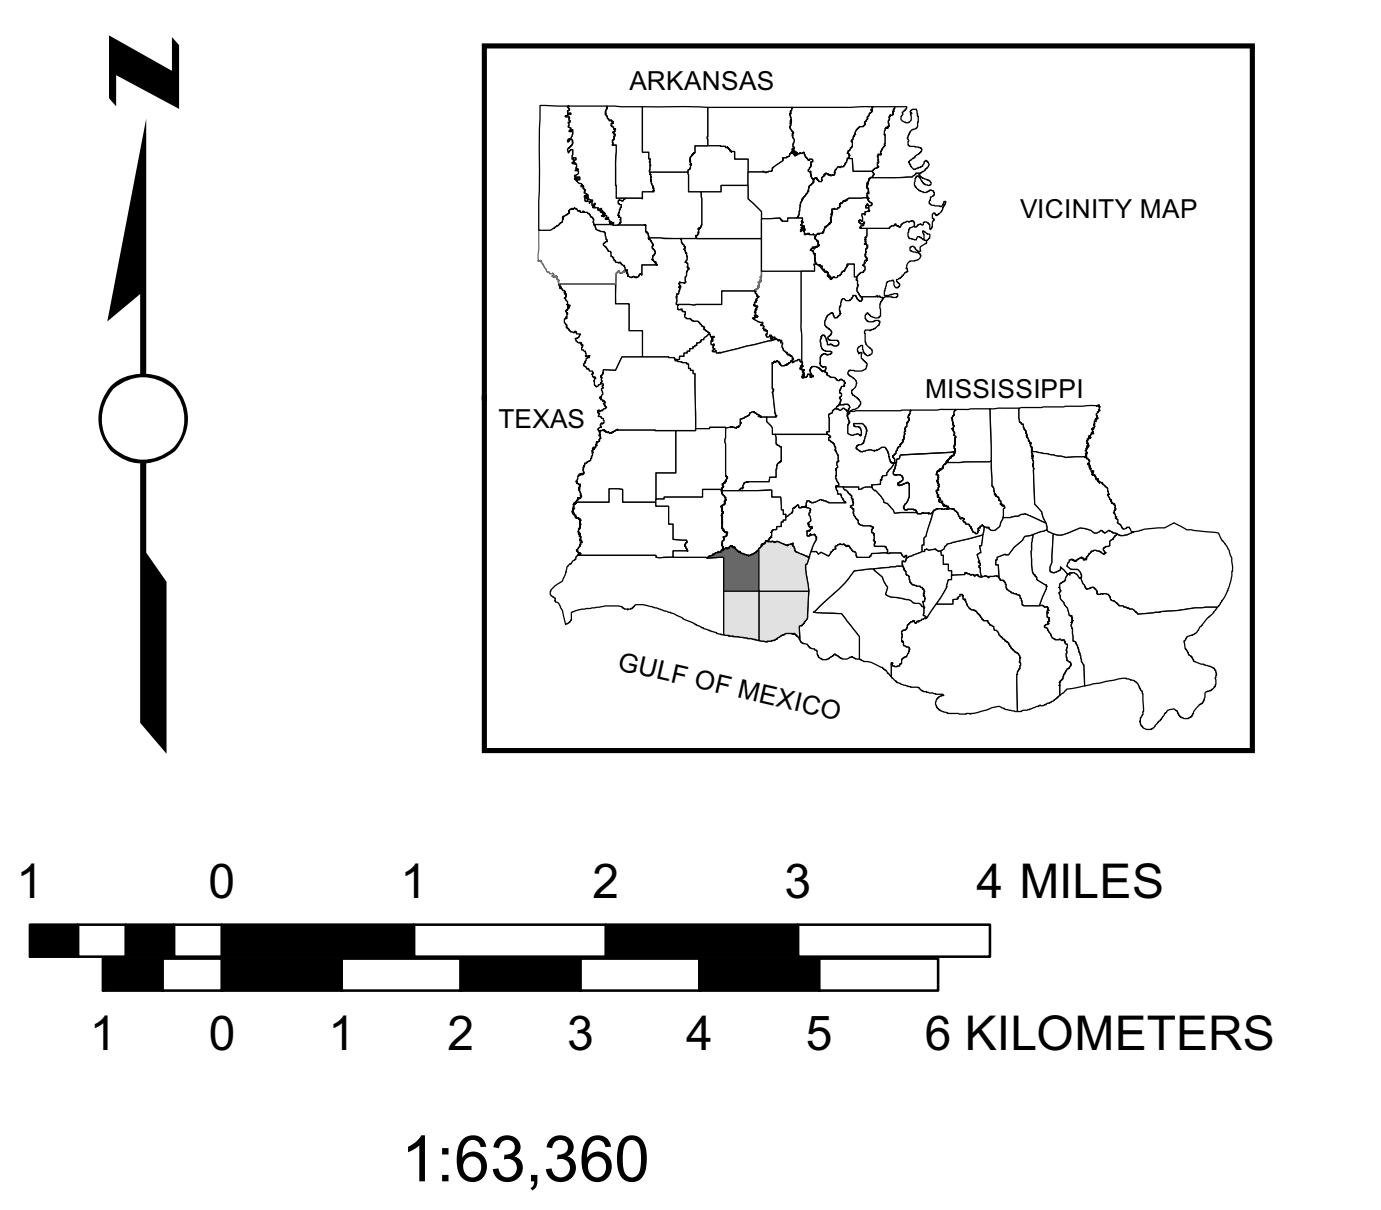 N
ARKANSAS
VICINITY MAP
MISSISSIPPI
TEXAS
GULF OF MEXICO
1 0 1 2 3 4 MILES
1 0 1 2 3 4 5 6 KILOMETERS
1:63,360